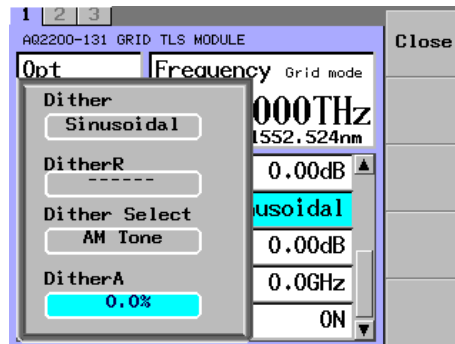 1 2 3
AQ2200-131 GRID TLS MODULE
Close
Opt
Frequency Grid mode
000THz
1552.524nm
Dither
Sinusoidal
DitherR
------
Dither Select
AM Tone
DitherA
0.0%
0.00dB
usoidal
0.00dB
0.0GHz
ON